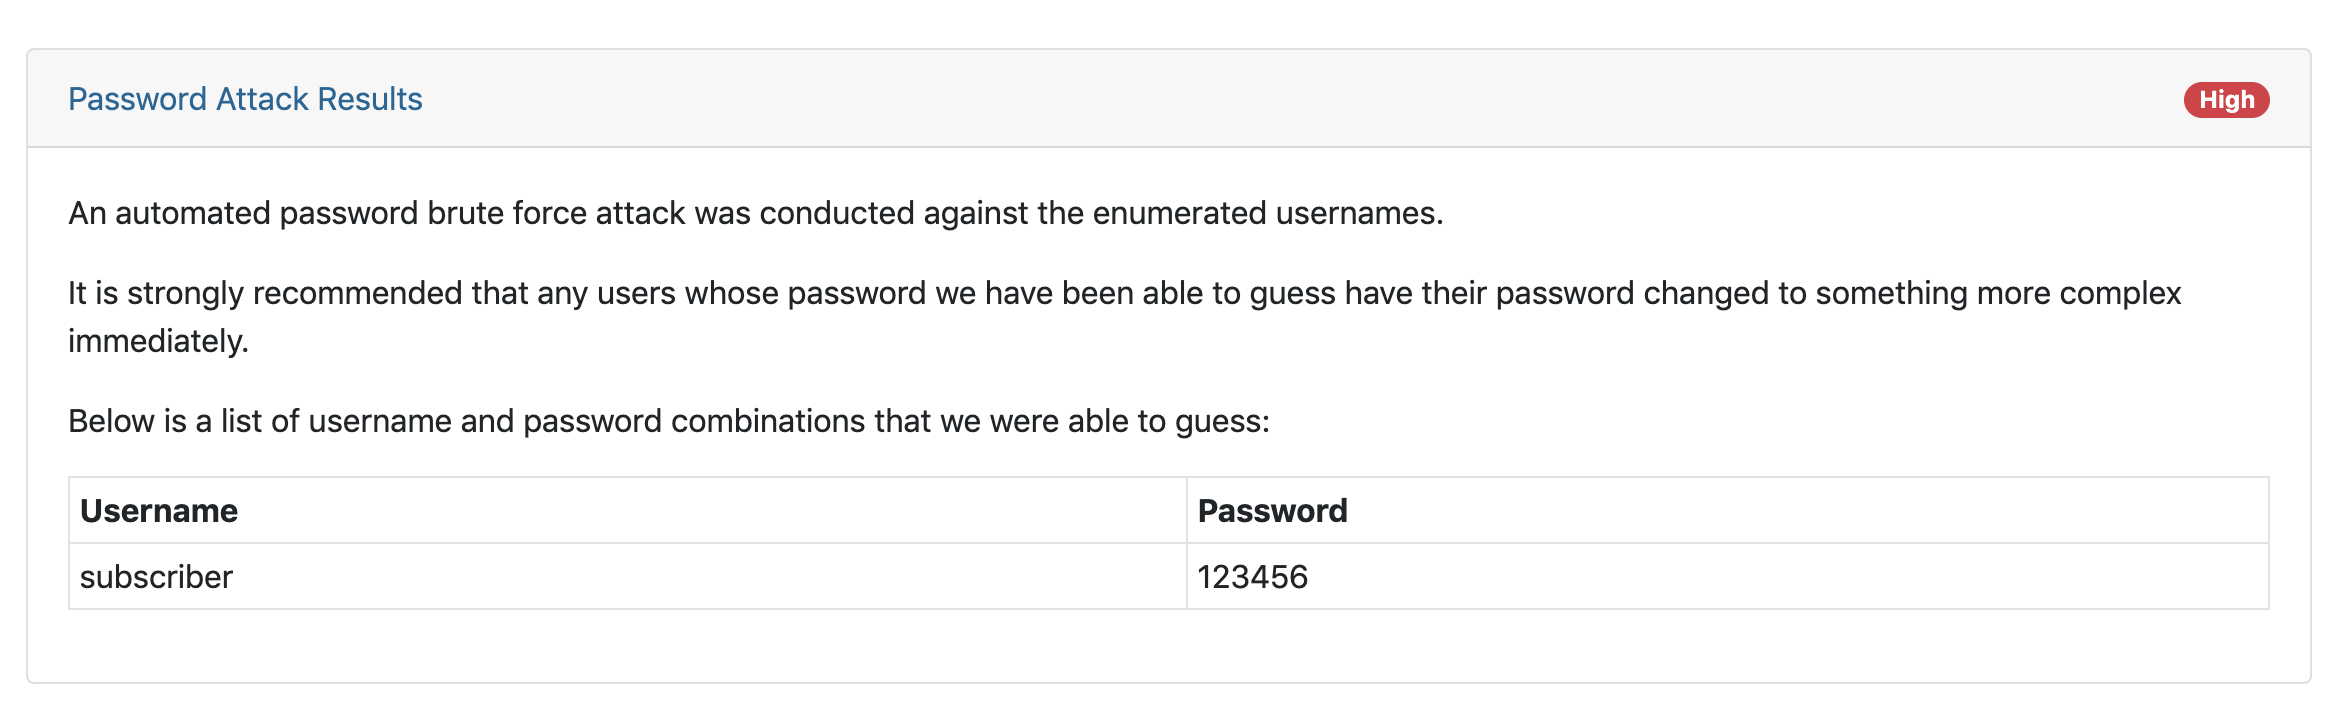 Password Attack Results
High
An automated password brute force attack was conducted against the enumerated usernames.
It is strongly recommended that any users whose password we have been able to guess have their password changed to something more complex
immediately.
Below is a list of username and password combinations that we were able to guess:
Username Password
subscriber 123456